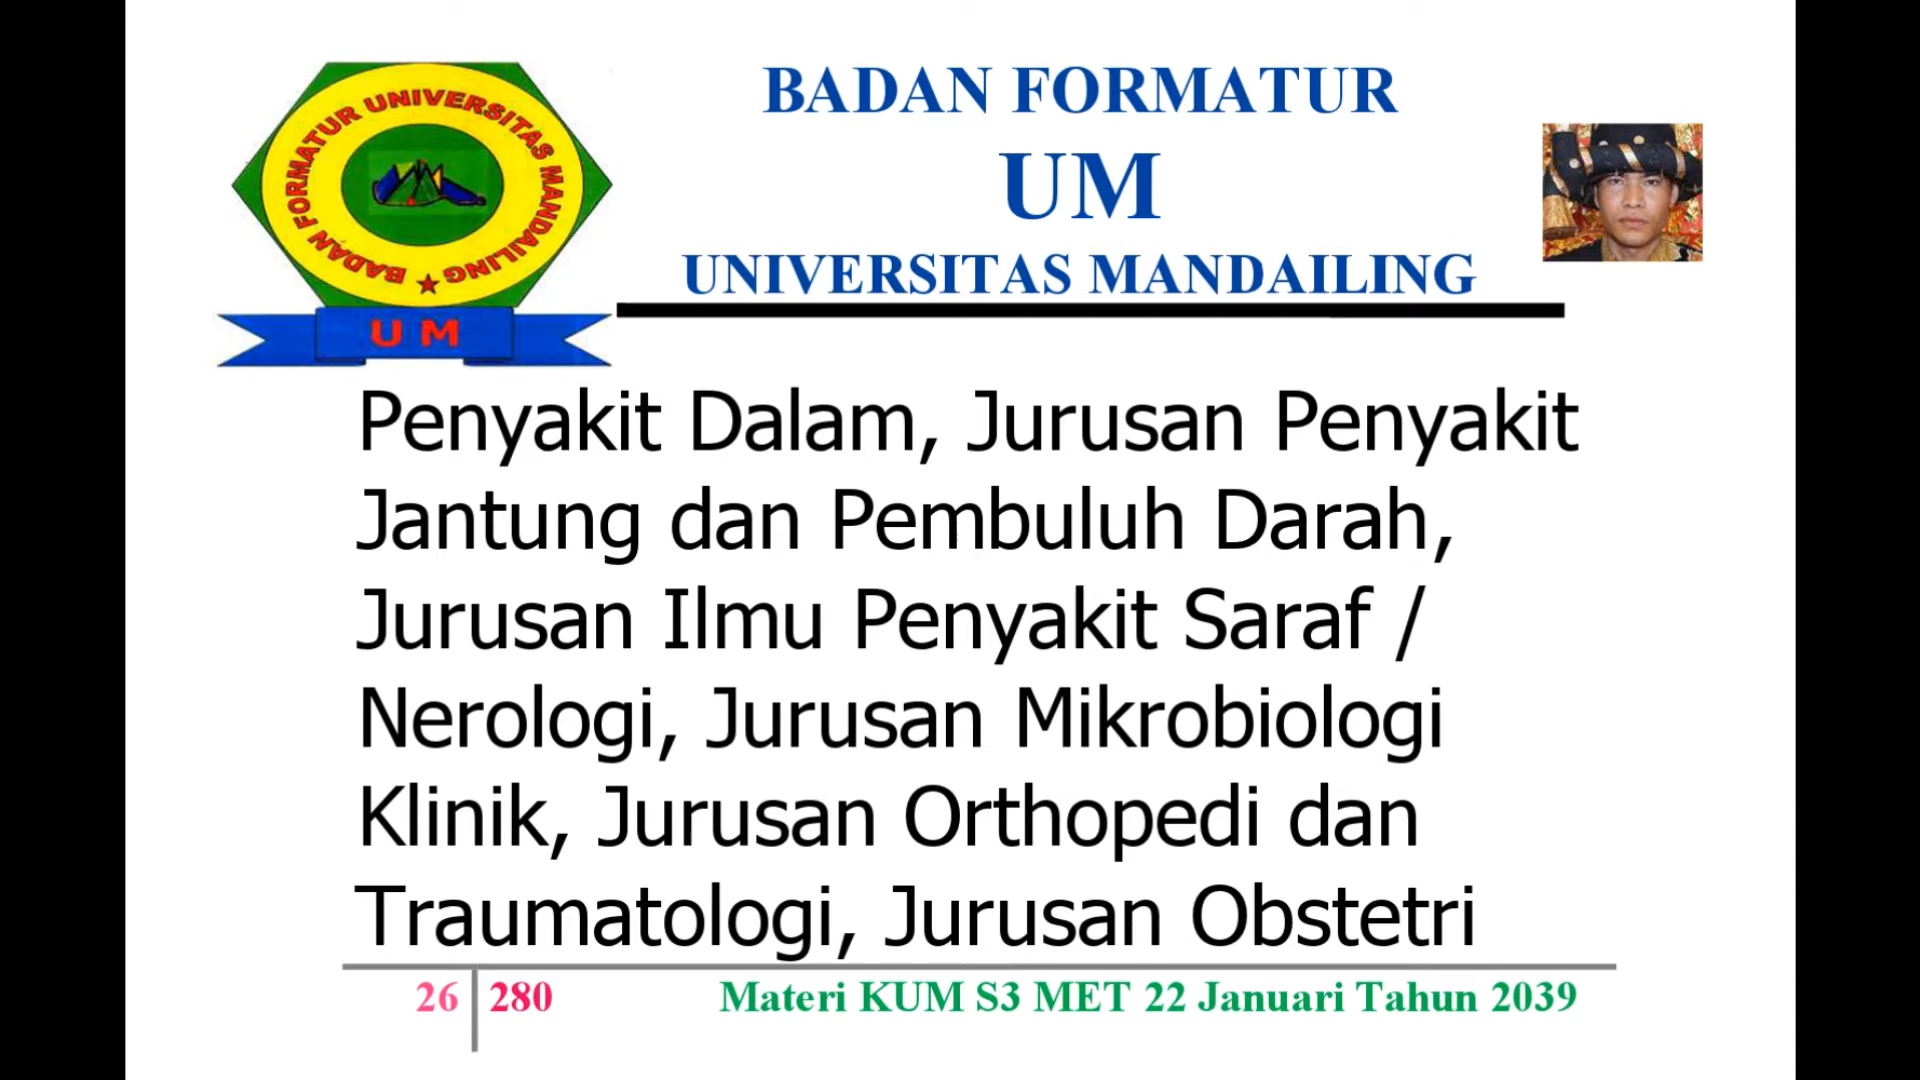 BADAN FORMATUR UNIVERSITAS MANDAILING
U M
BADAN FORMATUR
UM
UNIVERSITAS MANDAILING
Penyakit Dalam, Jurusan Penyakit
Jantung dan Pembuluh Darah,
Jurusan Ilmu Penyakit Saraf /
Nerologi, Jurusan Mikrobiologi
Klinik, Jurusan Orthopedi dan
Traumatologi, Jurusan Obstetri
26 280 Materi KUM S3 MET 22 Januari Tahun 2039